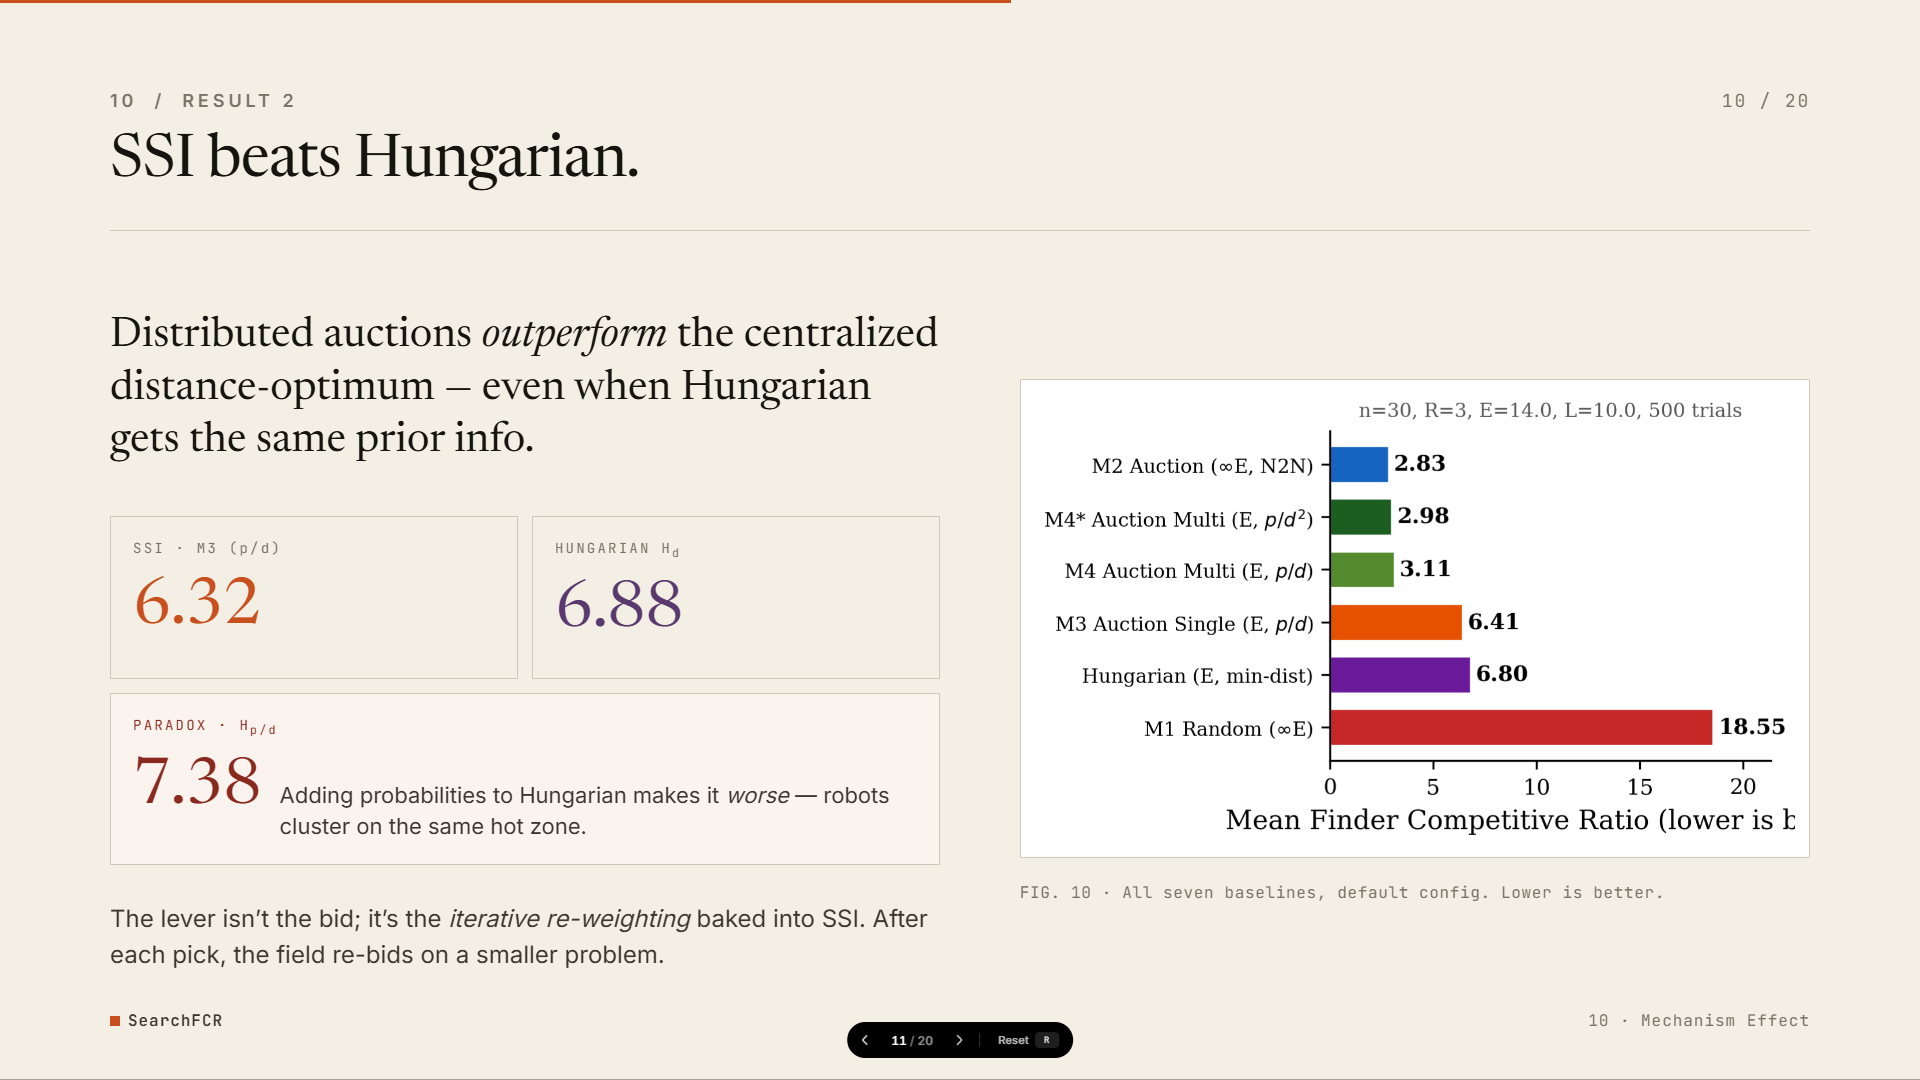 10 / RESULT 2
10 / 20
SSI beats Hungarian.
Distributed auctions outperform the centralized
distance-optimum – even when Hungarian
gets the same prior info.
SSI · M3 (p/d)
6.32
HUNGARIAN Hd
6.88
PARADOX · Hp/d
7.38
Adding probabilities to Hungarian makes it worse — robots
cluster on the same hot zone.
The lever isn’t the bid; it’s the iterative re-weighting baked into SSI. After
each pick, the field re-bids on a smaller problem.
n=30, R=3, E=14.0, L=10.0, 500 trials
M2 Auction (∞E, N2N) 2.83
M4* Auction Multi (E, p/d²) 2.98
M4 Auction Multi (E, p/d) 3.11
M3 Auction Single (E, p/d) 6.41
Hungarian (E, min-dist) 6.80
M1 Random (∞E) 18.55
0 5 10 15 20
Mean Finder Competitive Ratio (lower is b
FIG. 10 · All seven baselines, default config. Lower is better.
SearchFCR
11 / 20 Reset R
10 · Mechanism Effect